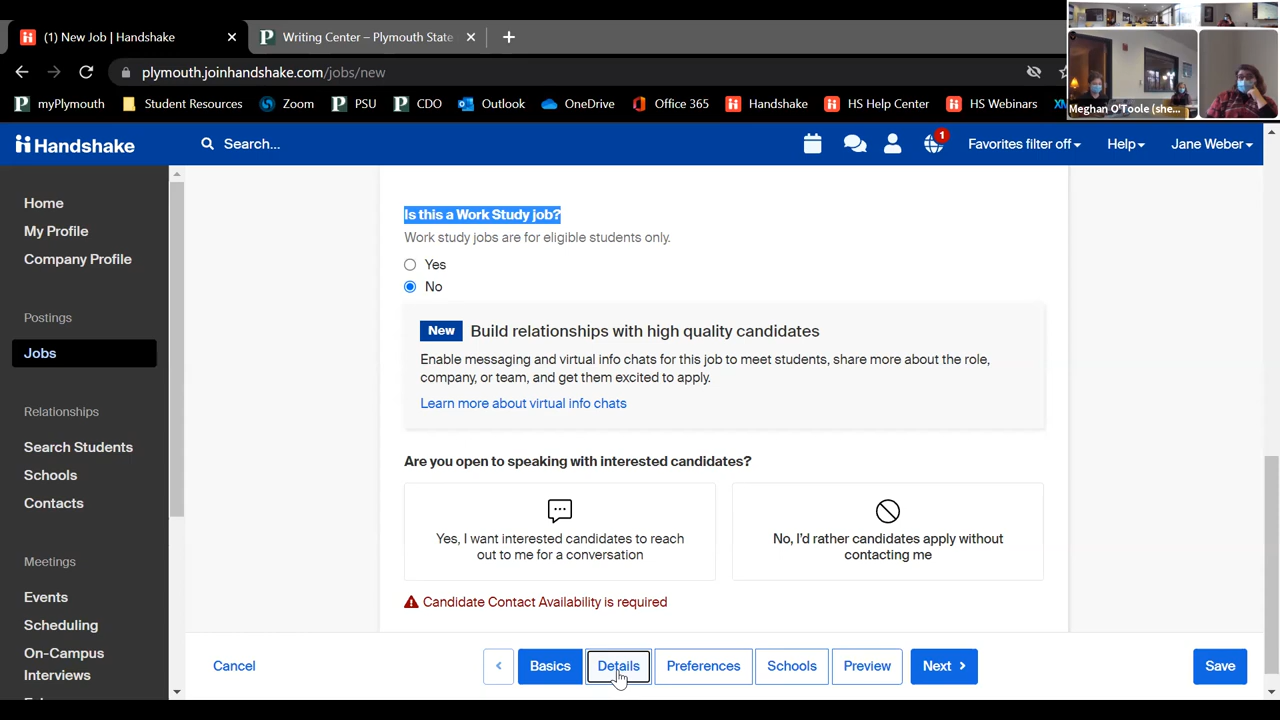 (1) New Job | Handshake
Writing Center – Plymouth State
plymouth.joinhandshake.com/jobs/new
myPlymouth
Student Resources
Zoom
PSU
CDO
Outlook
OneDrive
Office 365
Handshake
HS Help Center
HS Webinars
Meghan O'Toole (she...
Handshake
Search...
1
Favorites filter off
Help
Jane Weber
Home
My Profile
Company Profile
Postings
Jobs
Relationships
Search Students
Schools
Contacts
Meetings
Events
Scheduling
On-Campus
Interviews
Is this a Work Study job?
Work study jobs are for eligible students only.
Yes
No
New Build relationships with high quality candidates
Enable messaging and virtual info chats for this job to meet students, share more about the role,
company, or team, and get them excited to apply.
Learn more about virtual info chats
Are you open to speaking with interested candidates?
Yes, I want interested candidates to reach
out to me for a conversation
No, I'd rather candidates apply without
contacting me
Candidate Contact Availability is required
Cancel
Basics
Details
Preferences
Schools
Preview
Next
Save